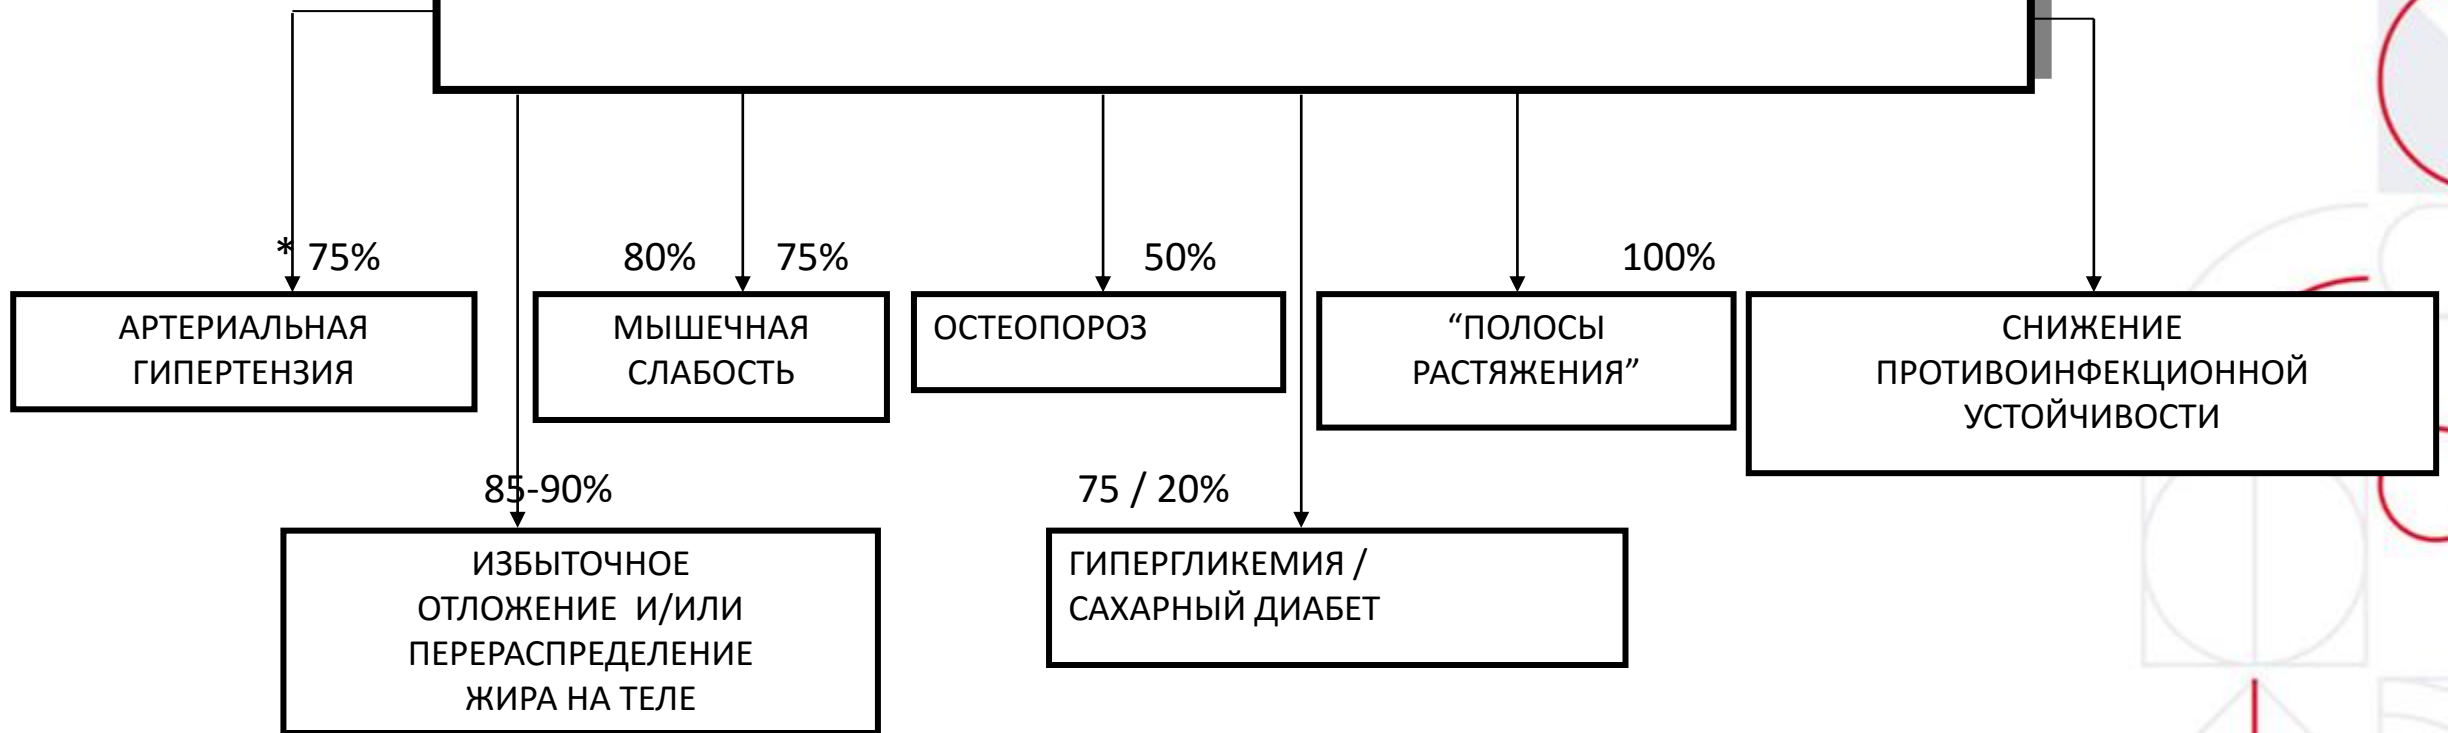 * 75%
80%
75%
50%
100%
АРТЕРИАЛЬНАЯ
ГИПЕРТЕНЗИЯ
МЫШЕЧНАЯ
СЛАБОСТЬ
ОСТЕОПОРОЗ
“ПОЛОСЫ
РАСТЯЖЕНИЯ”
СНИЖЕНИЕ
ПРОТИВОИНФЕКЦИОННОЙ
УСТОЙЧИВОСТИ
85-90%
75 / 20%
ИЗБЫТОЧНОЕ
ОТЛОЖЕНИЕ И/ИЛИ
ПЕРЕРАСПРЕДЕЛЕНИЕ
ЖИРА НА ТЕЛЕ
ГИПЕРГЛИКЕМИЯ /
САХАРНЫЙ ДИАБЕТ